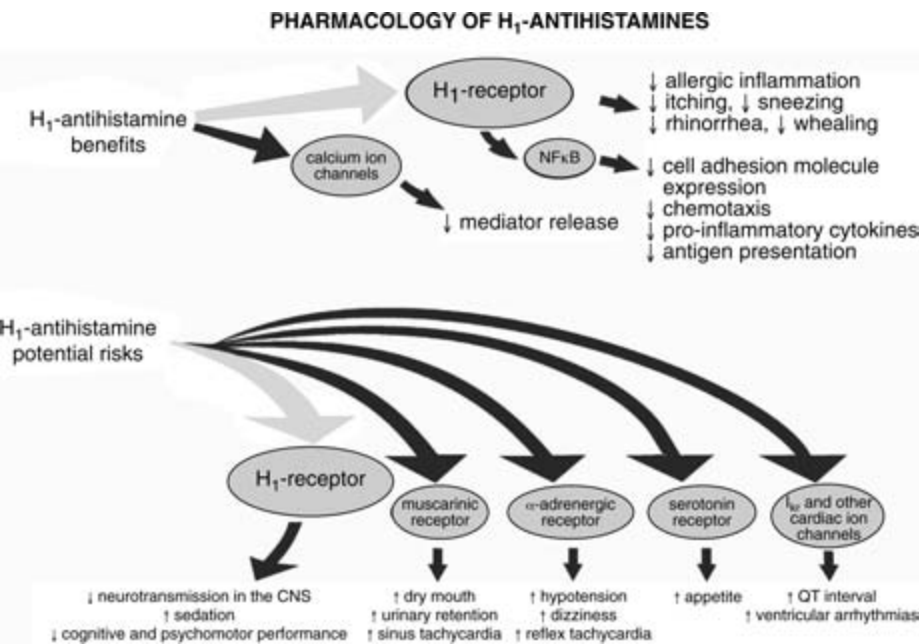 PHARMACOLOGY OF H₁-ANTIHISTAMINES
H₁-antihistamine
benefits
H₁-receptor
calcium ion
channels
NFκB
↓ allergic inflammation
↓ itching, ↓ sneezing
↓ rhinorrhea, ↓ whealing
↓ mediator release
↓ cell adhesion molecule
expression
↓ chemotaxis
↓ pro-inflammatory cytokines
↓ antigen presentation
H₁-antihistamine
potential risks
H₁-receptor
muscarinic
receptor
α-adrenergic
receptor
serotonin
receptor
Iₖᵣ and other
cardiac ion
channels
↓ neurotransmission in the CNS
↑ sedation
↓ cognitive and psychomotor performance
↑ dry mouth
↑ urinary retention
↑ sinus tachycardia
↑ hypotension
↑ dizziness
↑ reflex tachycardia
↑ appetite
↑ QT interval
↑ ventricular arrhythmias